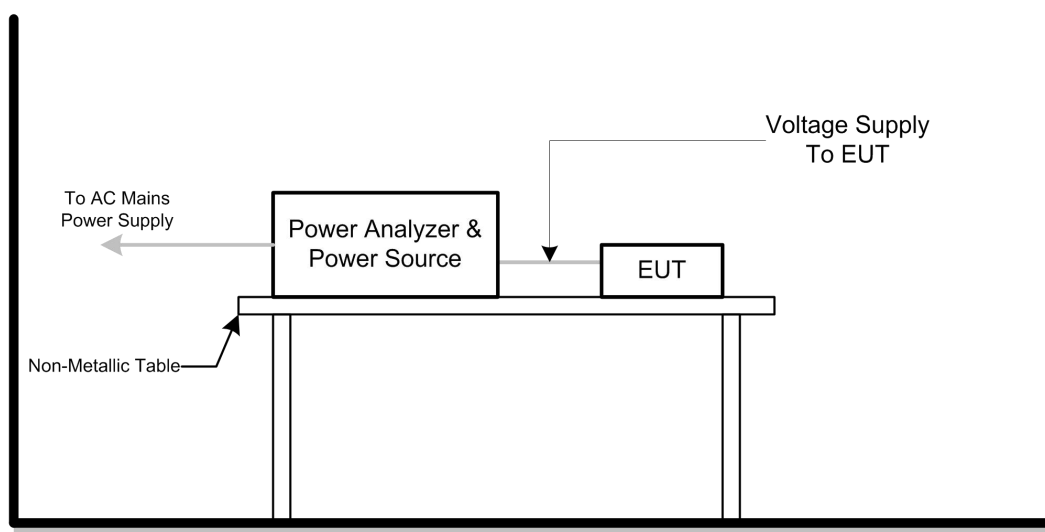 Voltage Supply
To EUT
To AC Mains
Power Supply
Power Analyzer &
Power Source
EUT
Non-Metallic Table